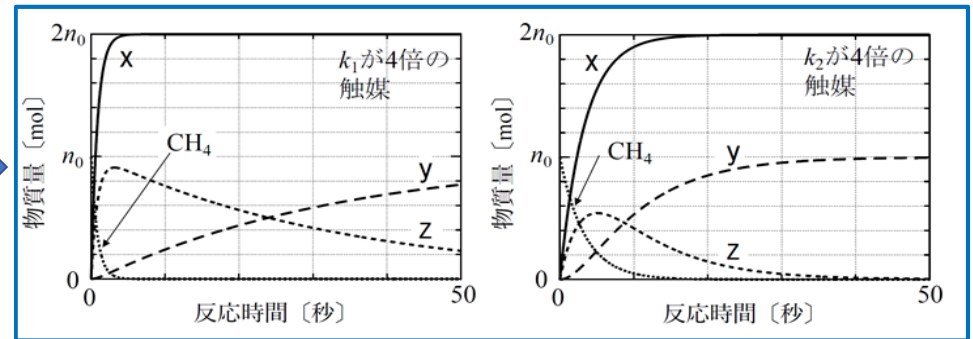 2n₀
n₀
0
物質量〔mol〕
x
CH₄
y
z
k₁が4倍の
触媒
0
50
反応時間〔秒〕
2n₀
n₀
0
物質量〔mol〕
x
CH₄
y
z
k₂が4倍の
触媒
0
50
反応時間〔秒〕